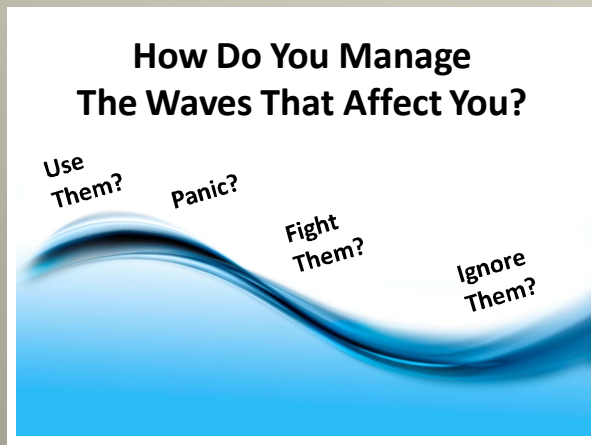 How Do You Manage
The Waves That Affect You?
Use
Them?
Panic?
Fight
Them?
Ignore
Them?